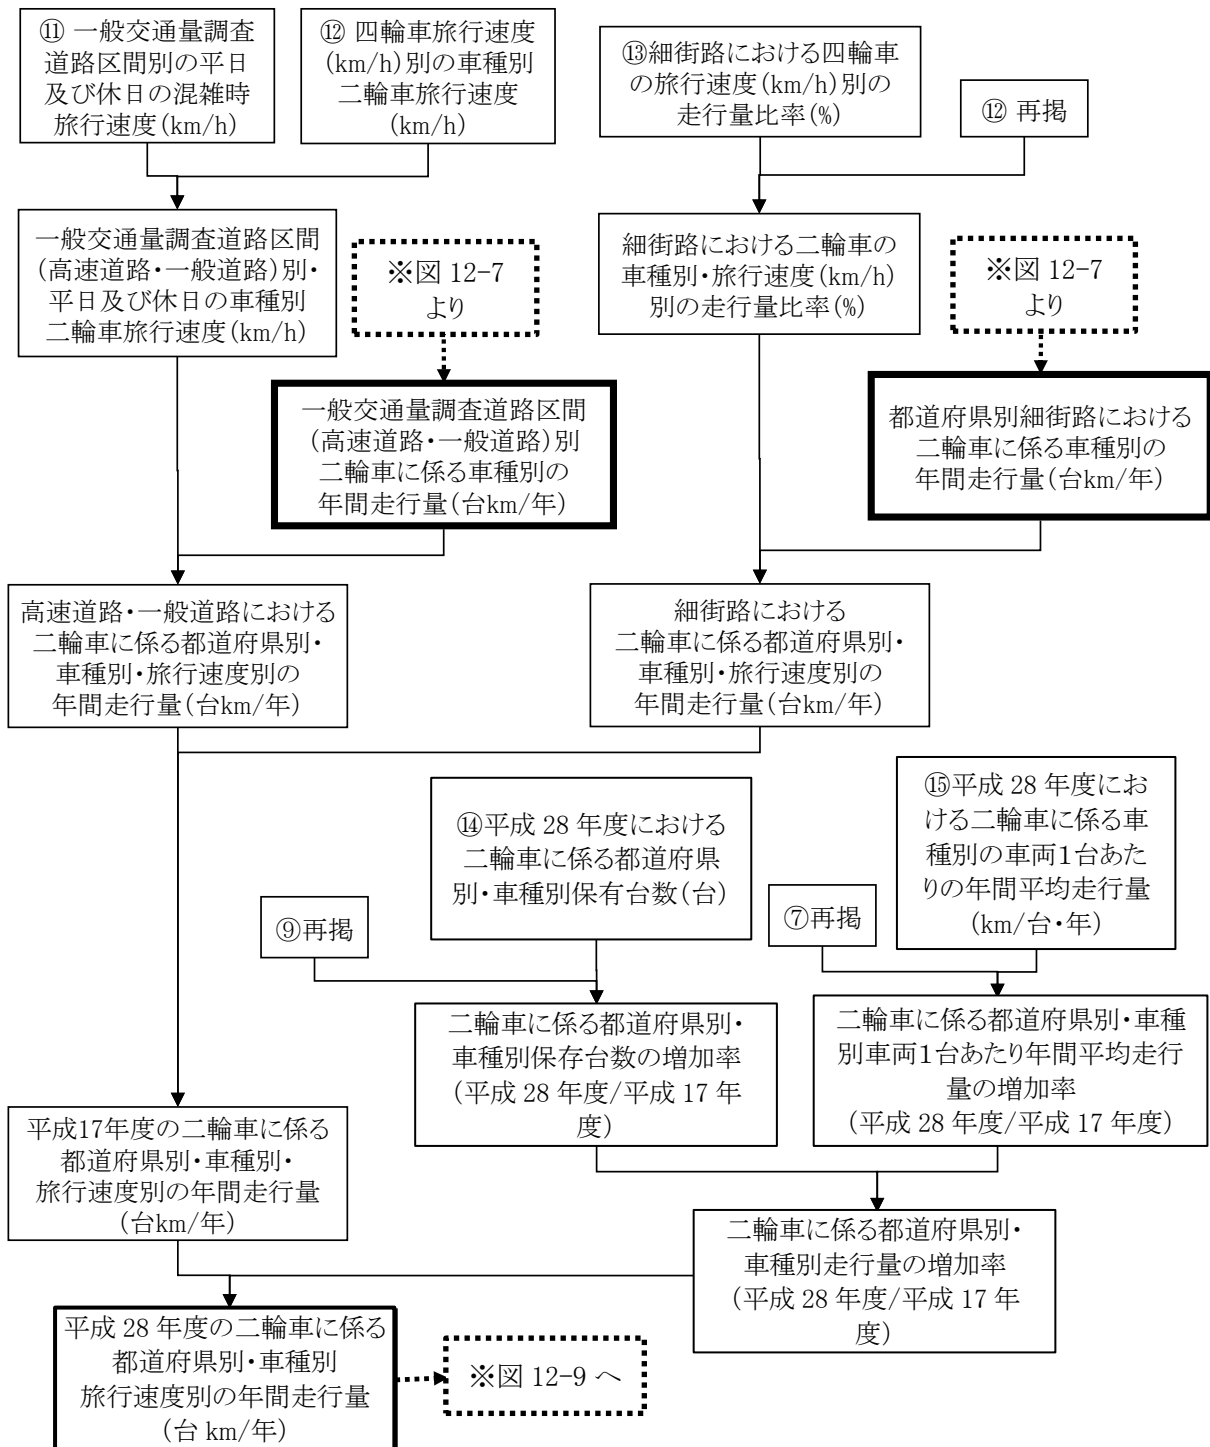 ⑪ 一般交通量調査
道路区間別の平日
及び休日の混雑時
旅行速度(km/h)
⑫ 四輪車旅行速度
(km/h)別の車種別
二輪車旅行速度
(km/h)
⑬細街路における四輪車
の旅行速度(km/h)別の
走行量比率(%)
⑫ 再掲
一般交通量調査道路区間
(高速道路・一般道路)別・
平日及び休日の車種別
二輪車旅行速度(km/h)
※図 12-7
より
細街路における二輪車の
車種別・旅行速度(km/h)
別の走行量比率(%)
※図 12-7
より
一般交通量調査道路区間
(高速道路・一般道路)別
二輪車に係る車種別の
年間走行量(台km/年)
都道府県別細街路における
二輪車に係る車種別の
年間走行量(台km/年)
高速道路・一般道路における
二輪車に係る都道府県別・
車種別・旅行速度別の
年間走行量(台km/年)
細街路における
二輪車に係る都道府県別・
車種別・旅行速度別の
年間走行量(台km/年)
⑭平成 28 年度における
二輪車に係る都道府県
別・車種別保有台数(台)
⑮平成 28 年度にお
ける二輪車に係る車
種別の車両1台あた
りの年間平均走行量
(km/台・年)
⑨再掲
⑦再掲
二輪車に係る都道府県別・
車種別保存台数の増加率
(平成 28 年度/平成 17 年
度)
二輪車に係る都道府県別・車種
別車両1台あたり年間平均走行
量の増加率
(平成 28 年度/平成 17 年度)
平成17年度の二輪車に係る
都道府県別・車種別・
旅行速度別の年間走行量
(台km/年)
二輪車に係る都道府県別・
車種別走行量の増加率
(平成 28 年度/平成 17 年
度)
平成 28 年度の二輪車に係る
都道府県別・車種別
旅行速度別の年間走行量
(台 km/年)
※図 12-9 へ